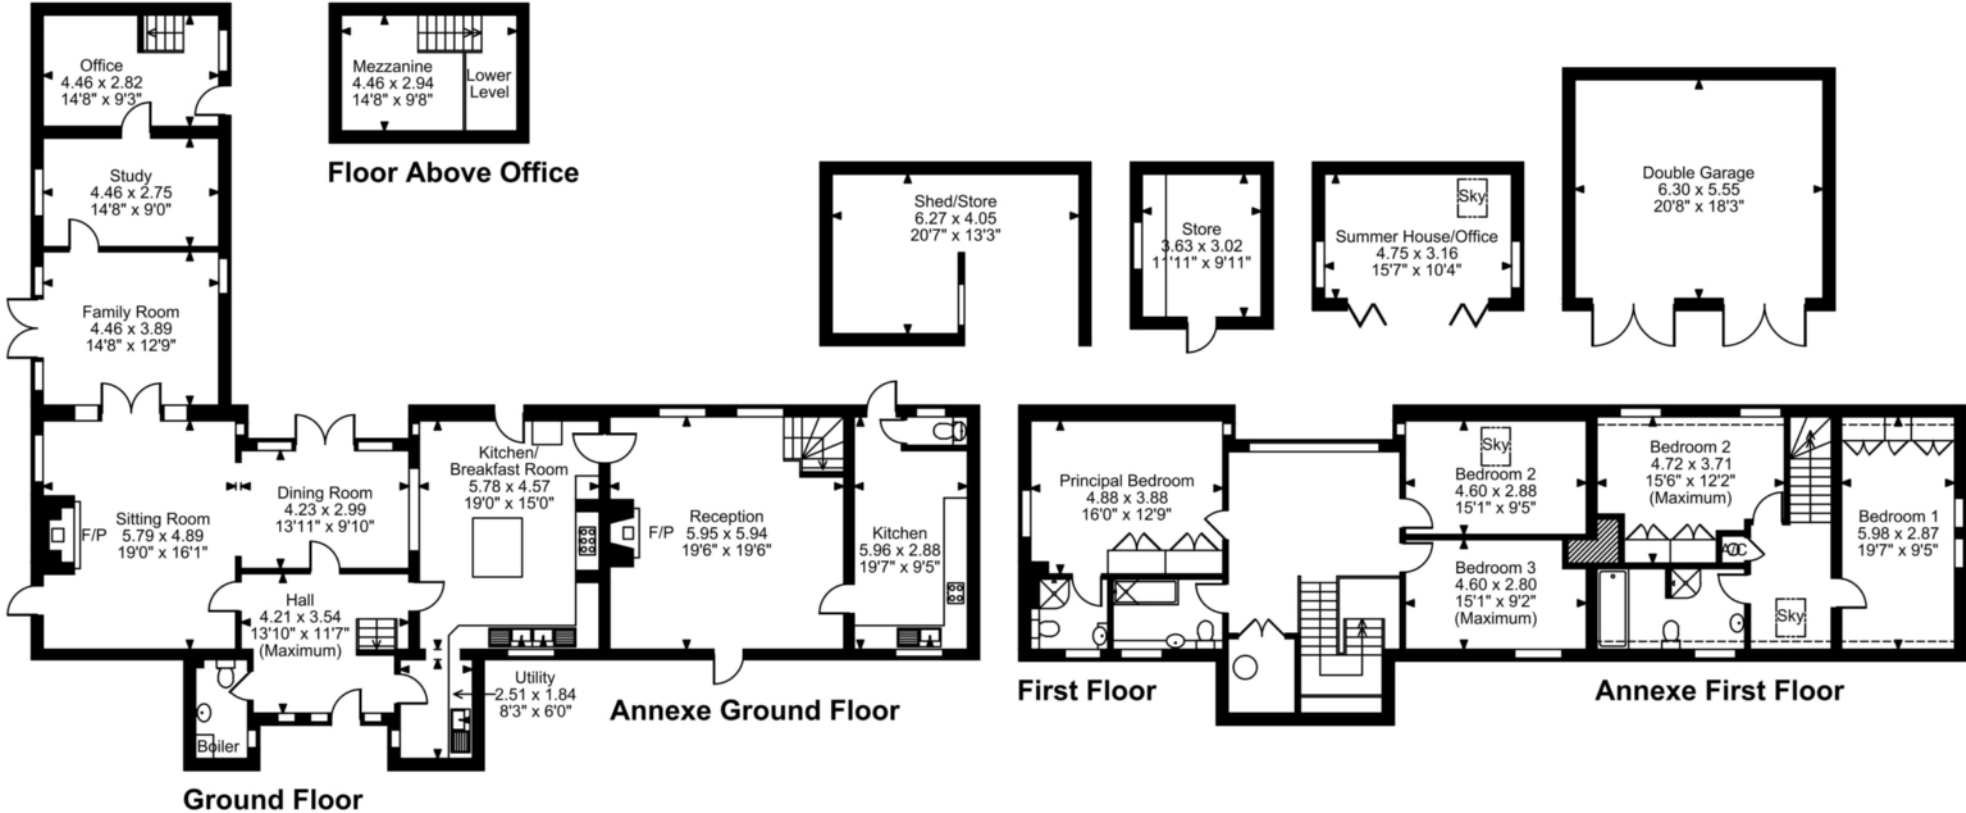 Office
4.46 x 2.82
14'8" x 9'3"
Mezzanine
4.46 x 2.94
14'8" x 9'8"
Lower
Level
Floor Above Office
Study
4.46 x 2.75
14'8" x 9'0"
Family Room
4.46 x 3.89
14'8" x 12'9"
Shed/Store
6.27 x 4.05
20'7" x 13'3"
Store
3.63 x 3.02
11'11" x 9'11"
Sky
Summer House/Office
4.75 x 3.16
15'7" x 10'4"
Double Garage
6.30 x 5.55
20'8" x 18'3"
F/P
Sitting Room
5.79 x 4.89
19'0" x 16'1"
Dining Room
4.23 x 2.99
13'11" x 9'10"
Hall
4.21 x 3.54
13'10" x 11'7"
(Maximum)
Kitchen/
Breakfast Room
5.78 x 4.57
19'0" x 15'0"
Utility
2.51 x 1.84
8'3" x 6'0"
Boiler
Ground Floor
F/P
Reception
5.95 x 5.94
19'6" x 19'6"
Kitchen
5.96 x 2.88
19'7" x 9'5"
Annexe Ground Floor
Principal Bedroom
4.88 x 3.88
16'0" x 12'9"
Sky
Bedroom 2
4.60 x 2.88
15'1" x 9'5"
Bedroom 3
4.60 x 2.80
15'1" x 9'2"
(Maximum)
First Floor
Bedroom 2
4.72 x 3.71
15'6" x 12'2"
(Maximum)
A/C
Sky
Bedroom 1
5.98 x 2.87
19'7" x 9'5"
Annexe First Floor